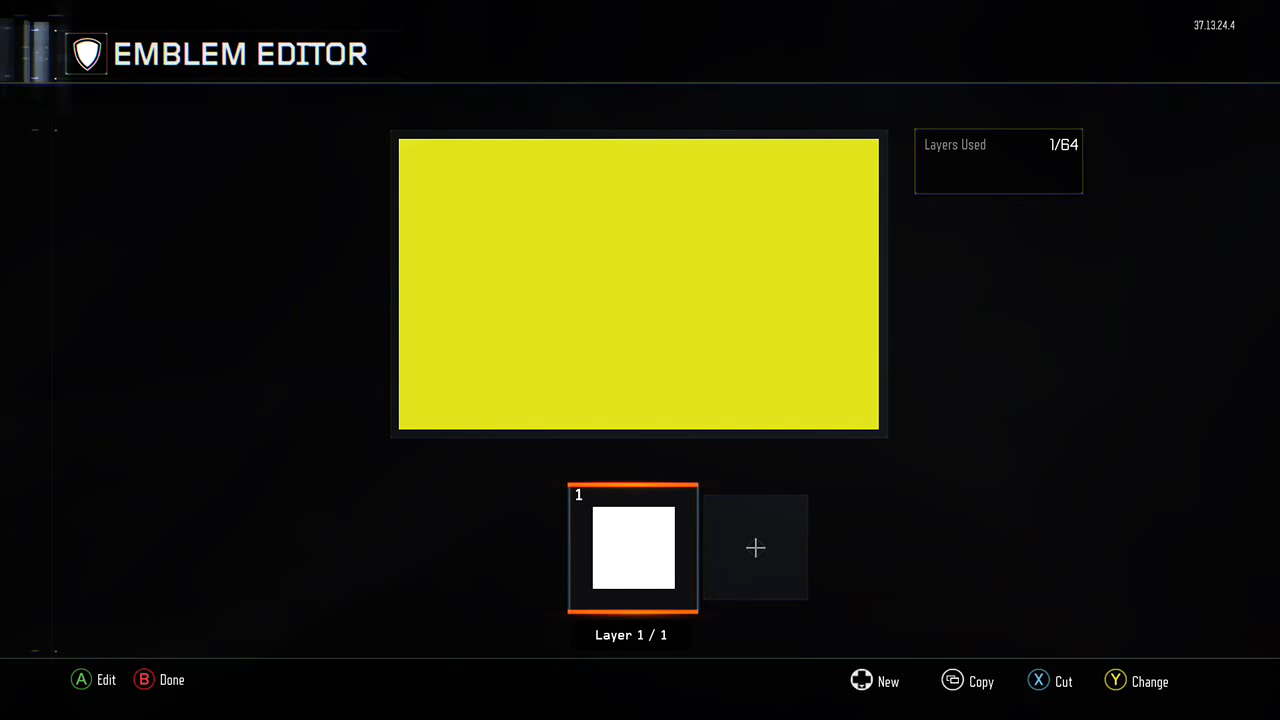 37.13.24.4
EMBLEM EDITOR
Layers Used 1/64
1
Layer 1 / 1
A Edit B Done New Copy X Cut Y Change